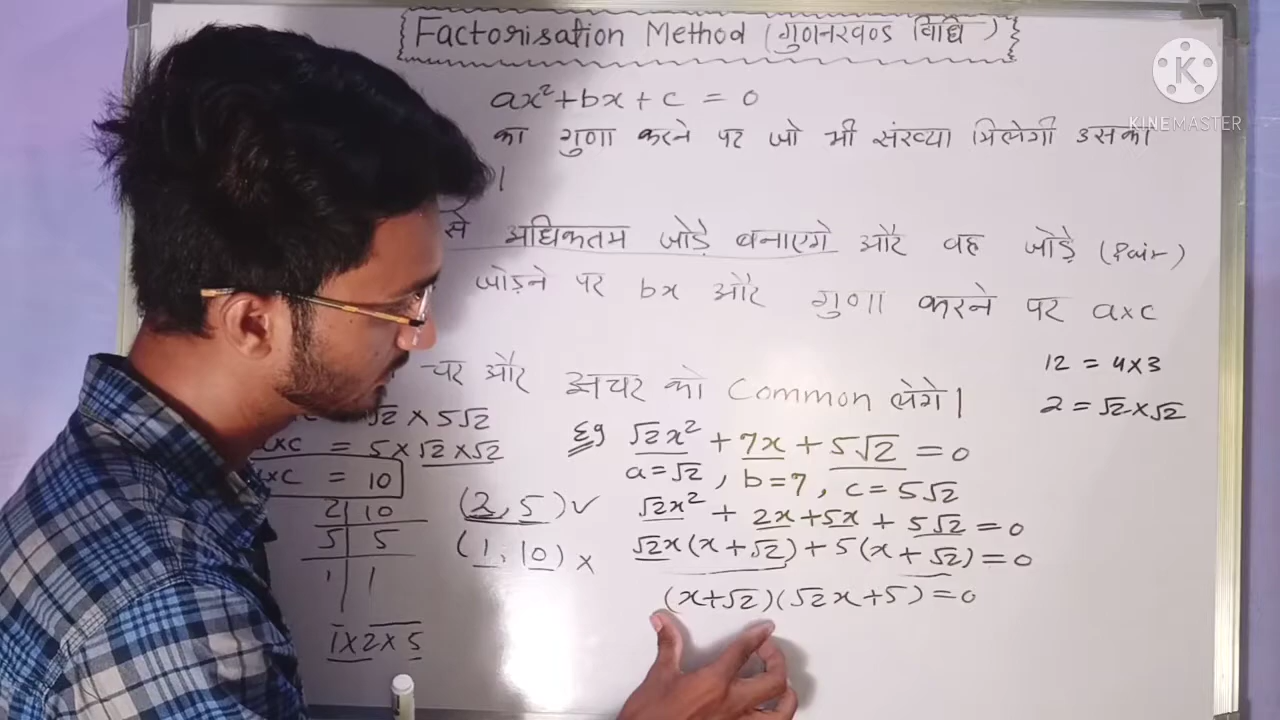 Factorisation Method (गुणनखण्ड विधि)
ax²+bx+c = 0
का गुणा करने पर जो भी संख्या मिलेगी उसका
से अधिकतम जोड़े बनाएगे और वह जोड़े (Pair)
जोड़ने पर bx और गुणा करने पर axc
चर और अचर को Common लेगे।
12 = 4×3
2 = √2×√2
√2 × 5√2
axc = 5 × √2 × √2
axc = 10
2 | 10
5 | 5
1 | 1
1×2×5
(2, 5) ✓
(1, 10) ×
Eg √2x² + 7x + 5√2 = 0
a=√2, b=7, c=5√2
√2x² + 2x+5x + 5√2 = 0
√2x(x+√2) + 5(x+√2) = 0
(x+√2)(√2x+5) = 0
K
KINEMASTER